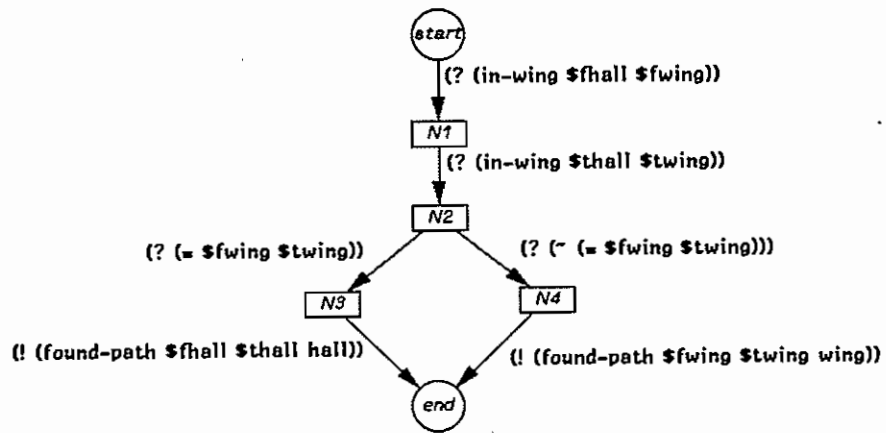 start
(? (in-wing $fhall $fwing))
N1
(? (in-wing $thall $twing))
N2
(? (= $fwing $twing))
(? (~ (= $fwing $twing)))
N3
N4
(! (found-path $fhall $thall hall))
(! (found-path $fwing $twing wing))
end